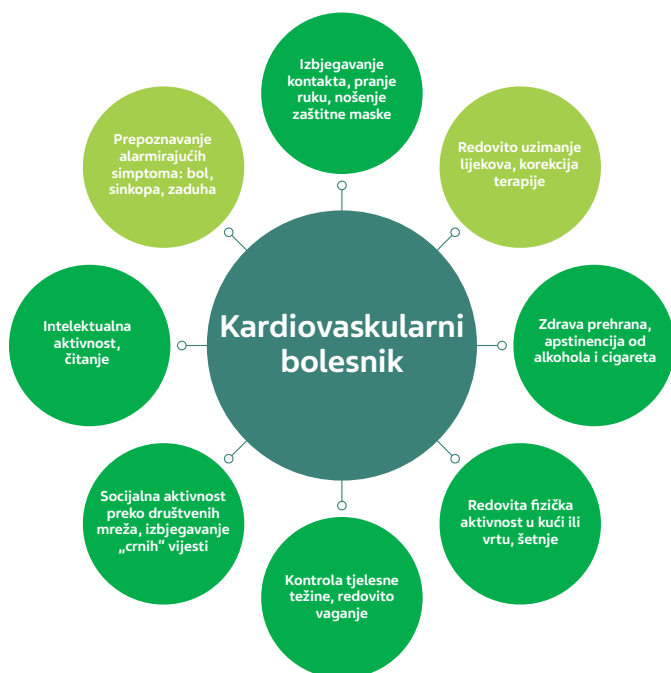 Izbjegavanje
kontakta, pranje
ruku, nošenje
zaštitne maske
Redovito uzimanje
lijekova, korekcija
terapije
Zdrava prehrana,
apstinencija od
alkohola i cigareta
Redovita fizička
aktivnost u kući ili
vrtu, šetnje
Kontrola tjelesne
težine, redovito
vaganje
Socijalna aktivnost
preko društvenih
mreža, izbjegavanje
„crnih“ vijesti
Intelektualna
aktivnost,
čitanje
Prepoznavanje
alarmirajućih
simptoma: bol,
sinkopa, zaduha
Kardiovaskularni
bolesnik